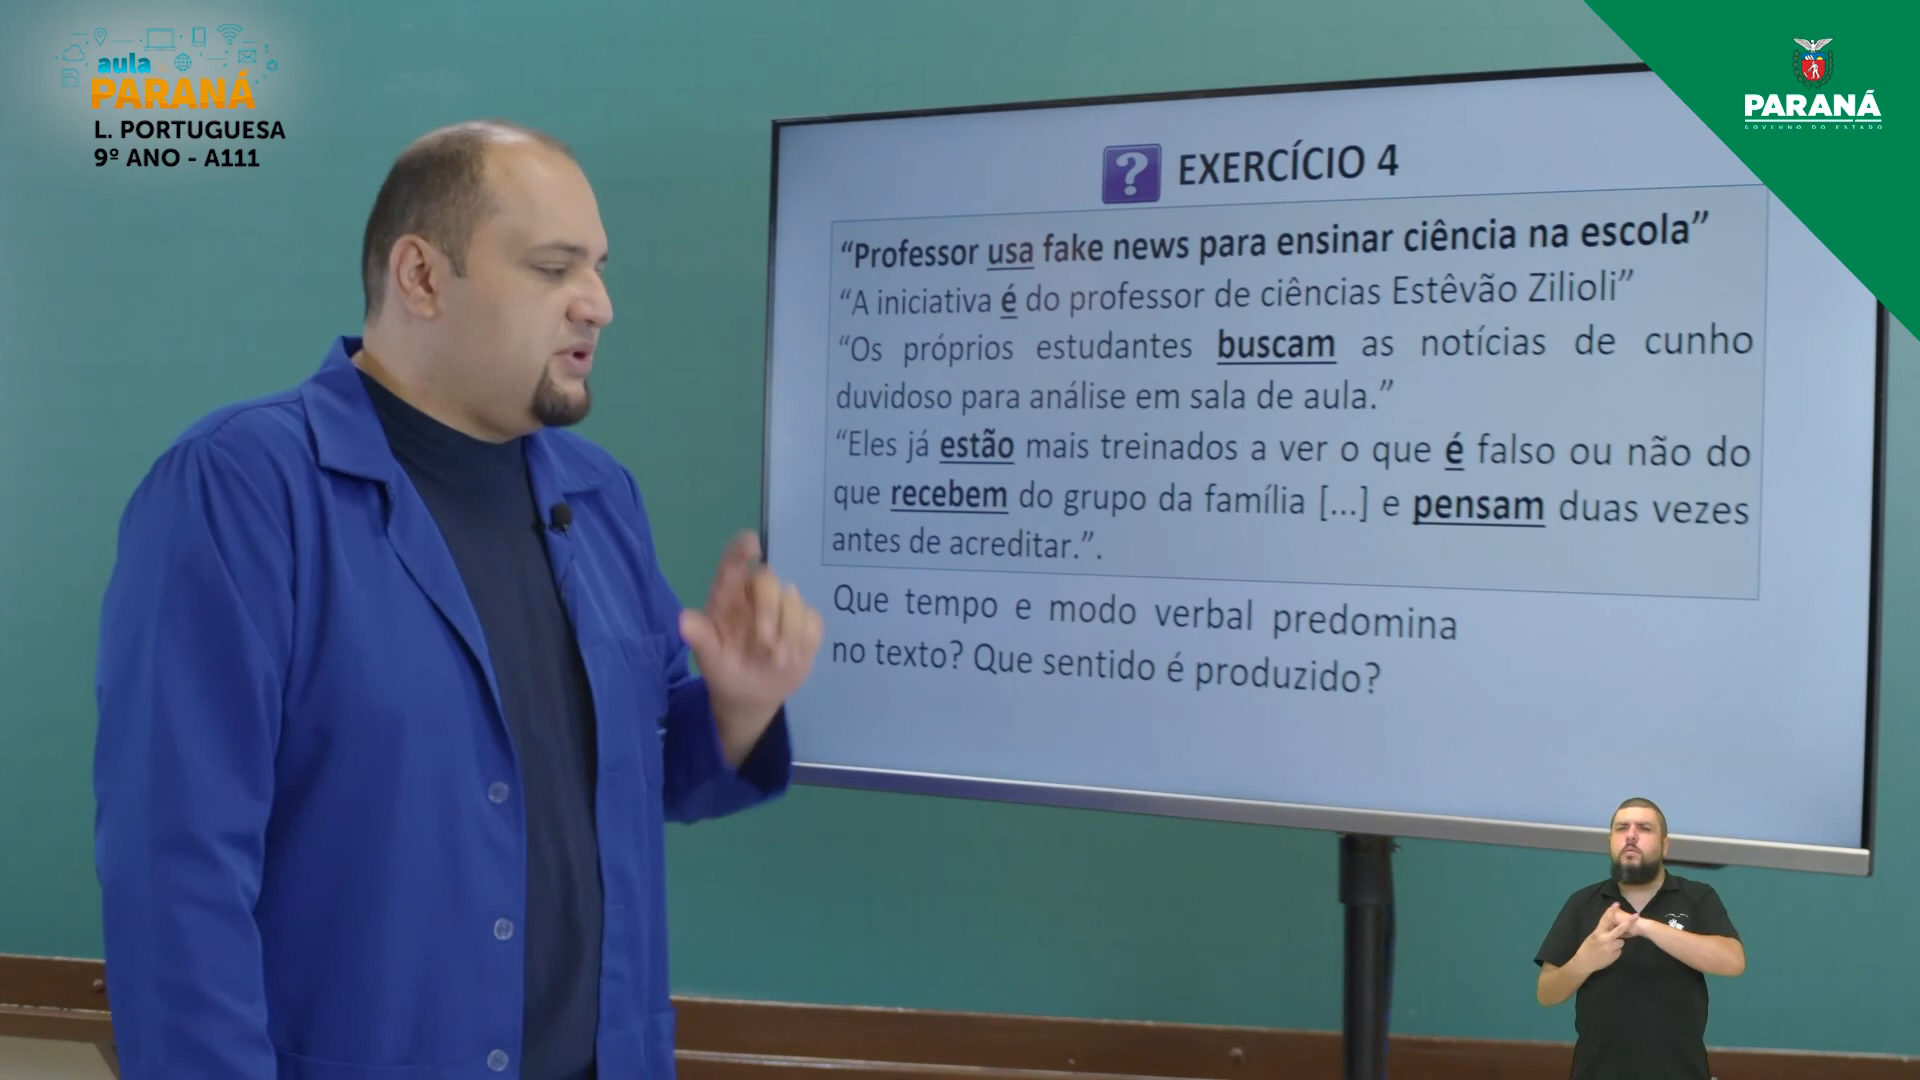 aula
PARANÁ
L. PORTUGUESA
9º ANO - A111
PARANÁ
GOVERNO DO ESTADO
? EXERCÍCIO 4
“Professor usa fake news para ensinar ciência na escola”
“A iniciativa é do professor de ciências Estêvão Zilioli”
“Os próprios estudantes buscam as notícias de cunho
duvidoso para análise em sala de aula.”
“Eles já estão mais treinados a ver o que é falso ou não do
que recebem do grupo da família [...] e pensam duas vezes
antes de acreditar.”.
Que tempo e modo verbal predomina
no texto? Que sentido é produzido?